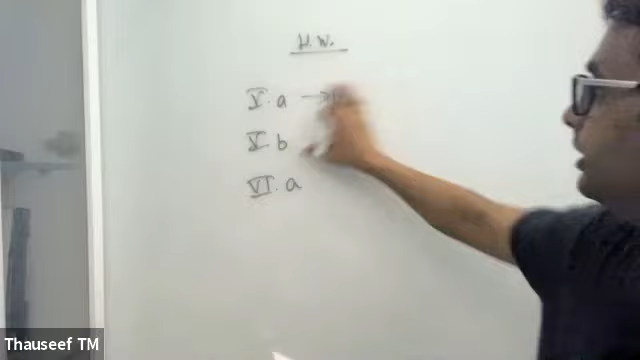 H.W.
V. a →
V b
VI. a
Thauseef TM